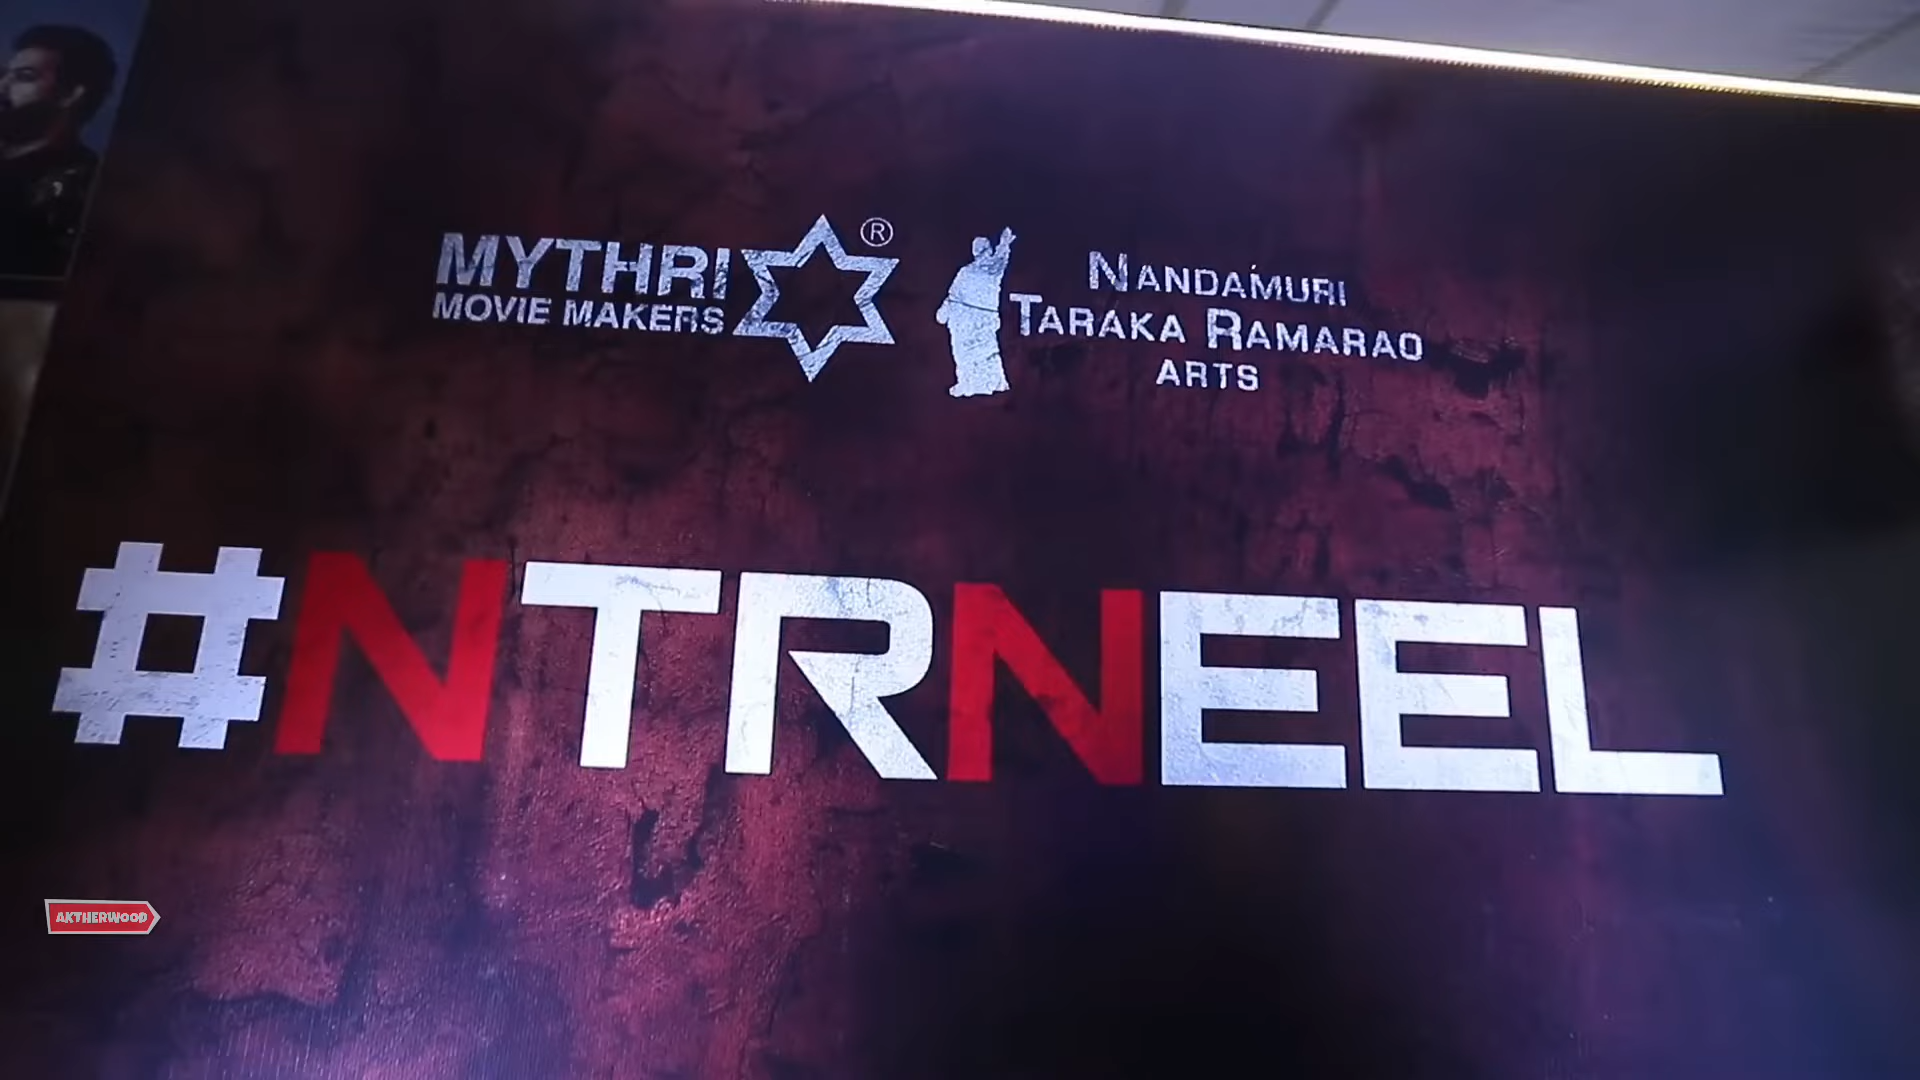 MYTHRI
MOVIE MAKERS
®
NANDAMURI
TARAKA RAMARAO
ARTS
#NTRNEEL
AKTHERWOOD